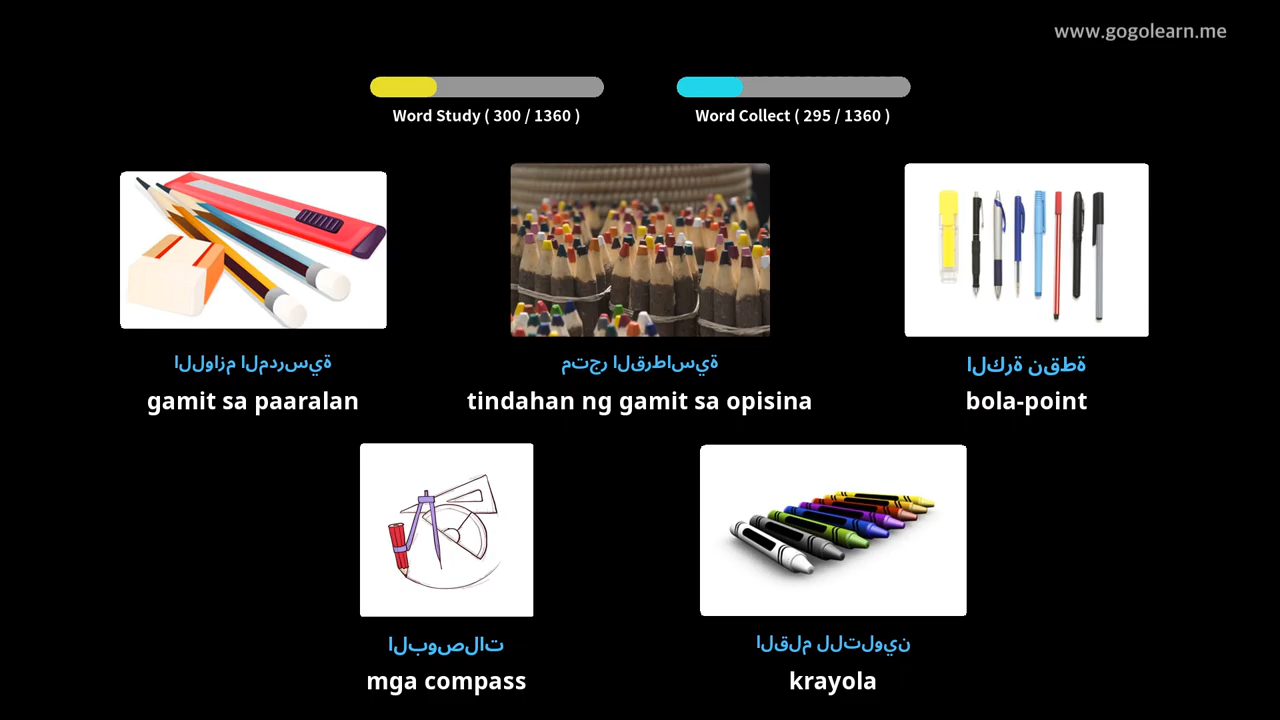 www.gogolearn.me
Word Study ( 300 / 1360 )
Word Collect ( 295 / 1360 )
اللوازم المدرسية
gamit sa paaralan
متجر القرطاسية
tindahan ng gamit sa opisina
الكرة نقطة
bola-point
البوصلات
mga compass
القلم للتلوين
krayola